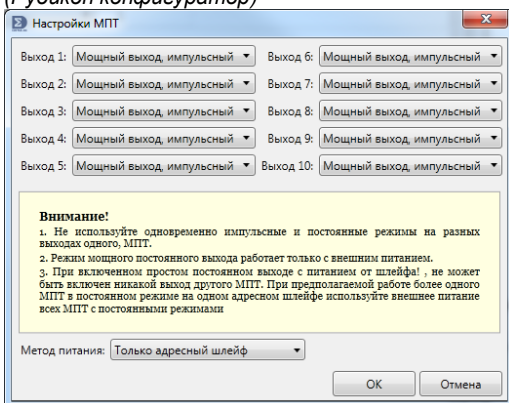 (Рубикон конфигуратор)
Настройки МПТ
Выход 1: Мощный выход, импульсный Выход 6: Мощный выход, импульсный
Выход 2: Мощный выход, импульсный Выход 7: Мощный выход, импульсный
Выход 3: Мощный выход, импульсный Выход 8: Мощный выход, импульсный
Выход 4: Мощный выход, импульсный Выход 9: Мощный выход, импульсный
Выход 5: Мощный выход, импульсный Выход 10: Мощный выход, импульсный
Внимание!
1. Не используйте одновременно импульсные и постоянные режимы на разных
выходах одного, МПТ.
2. Режим мощного постоянного выхода работает только с внешним питанием.
3. При включенном простом постоянном выходе с питанием от шлейфа! , не может
быть включен никакой выход другого МПТ. При предполагаемой работе более одного
МПТ в постоянном режиме на одном адресном шлейфе используйте внешнее питание
всех МПТ с постоянными режимами
Метод питания: Только адресный шлейф
ОК Отмена